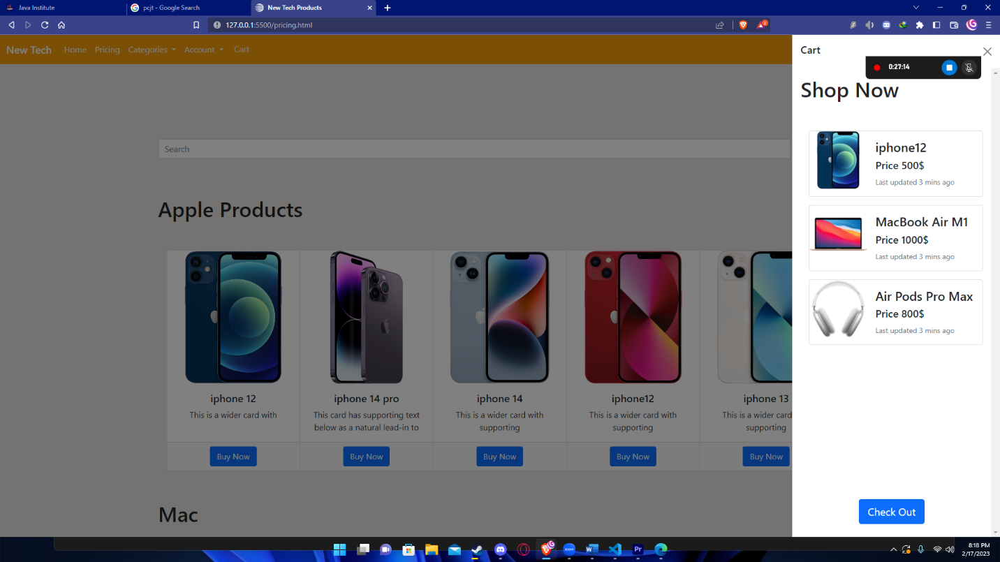 Java Institute
pcjt - Google Search
New Tech Products
127.0.0.1:5500/pricing.html
2
New Tech
Home
Pricing
Categories
Account
Cart
Search
Apple Products
iphone 12
This is a wider card with
Buy Now
iphone 14 pro
This card has supporting text
below as a natural lead-in to
Buy Now
iphone 14
This is a wider card with
supporting
Buy Now
iphone12
This is a wider card with
supporting
Buy Now
iphone 13
This is a wider card
supporting
Buy Now
Mac
Cart
0:27:14
Shop Now
iphone12
Price 500$
Last updated 3 mins ago
MacBook Air M1
Price 1000$
Last updated 3 mins ago
Air Pods Pro Max
Price 800$
Last updated 3 mins ago
Check Out
zoom
W
Pr
8:18 PM
2/17/2023